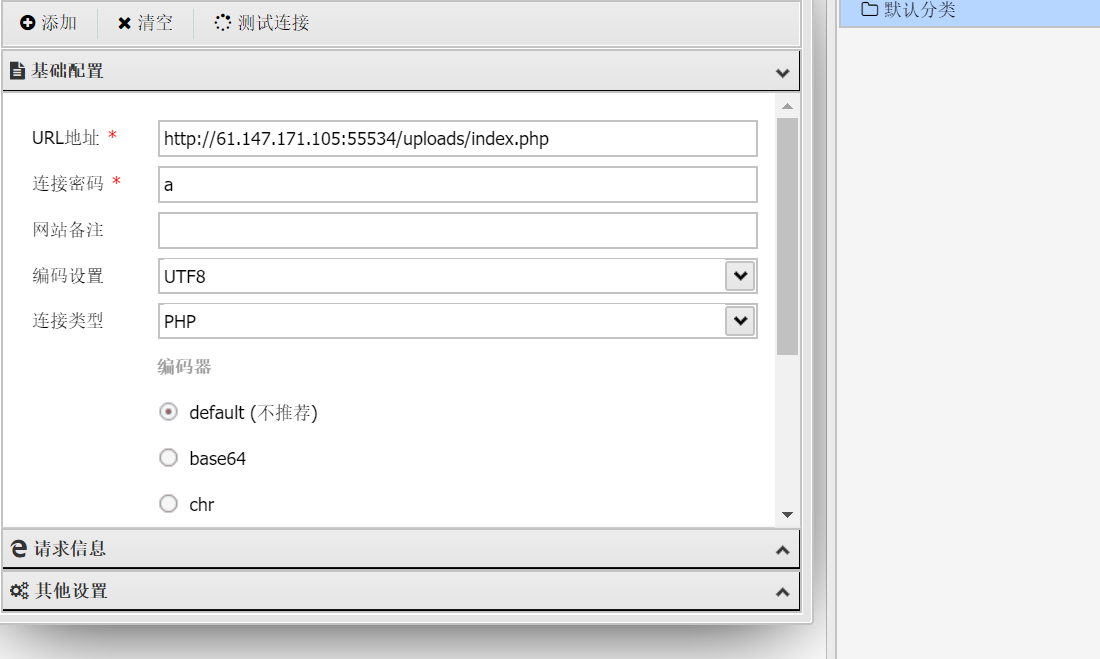 添加 清空 测试连接
默认分类
基础配置
URL地址 * http://61.147.171.105:55534/uploads/index.php
连接密码 * a
网站备注
编码设置 UTF8
连接类型 PHP
编码器
default (不推荐)
base64
chr
请求信息
其他设置